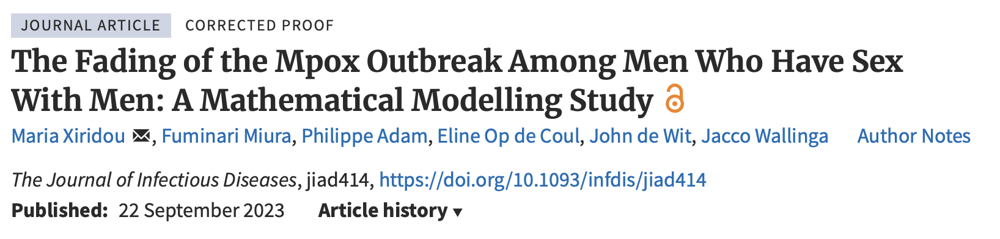 JOURNAL ARTICLE CORRECTED PROOF
The Fading of the Mpox Outbreak Among Men Who Have Sex
With Men: A Mathematical Modelling Study
Maria Xiridou, Fuminari Miura, Philippe Adam, Eline Op de Coul, John de Wit, Jacco Wallinga Author Notes
The Journal of Infectious Diseases, jiad414, https://doi.org/10.1093/infdis/jiad414
Published: 22 September 2023 Article history